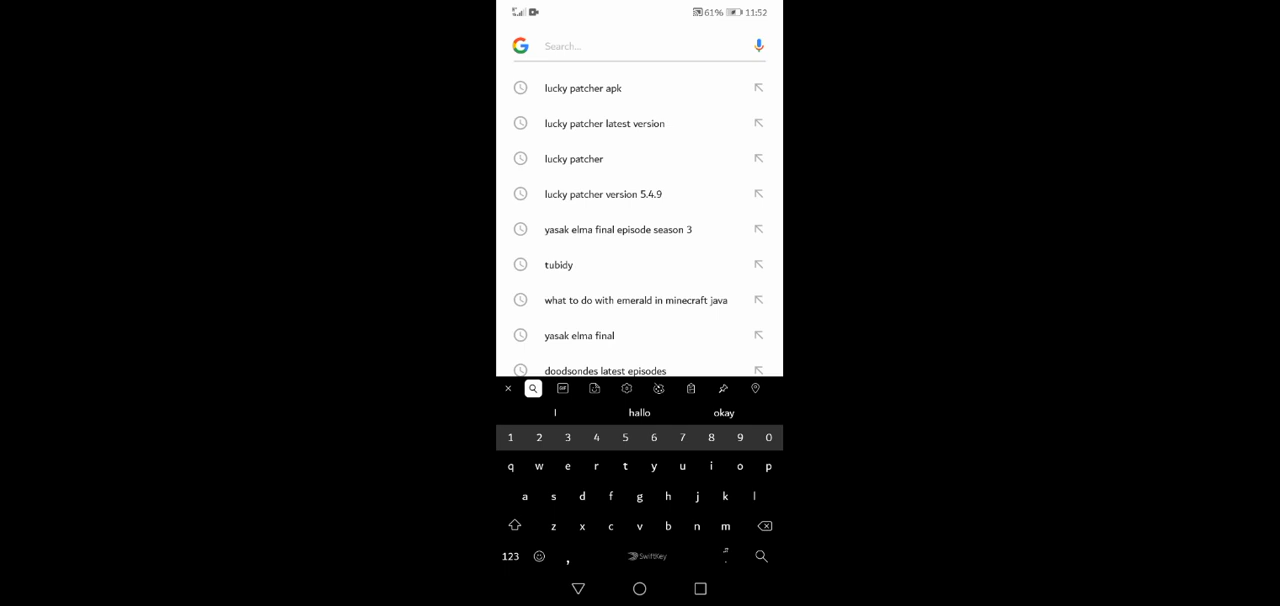 61% 11:52
Search...
lucky patcher apk
lucky patcher latest version
lucky patcher
lucky patcher version 5.4.9
yasak elma final episode season 3
tubidy
what to do with emerald in minecraft java
yasak elma final
doodsondes latest episodes
GIF
I hallo okay
1 2 3 4 5 6 7 8 9 0
q w e r t y u i o p
a s d f g h j k l
z x c v b n m
123 , SwiftKey .